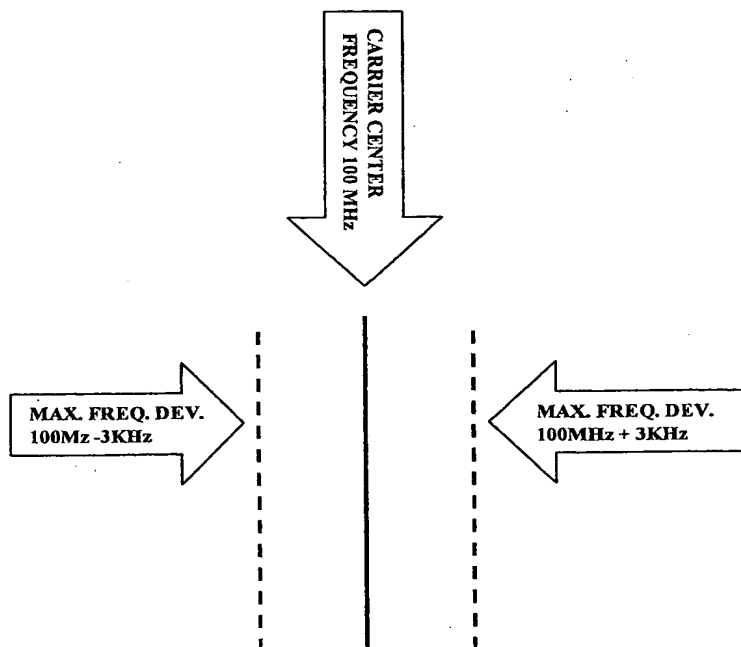 CARRIER CENTER
FREQUENCY 100 MHz
MAX. FREQ. DEV.
100Mz -3KHz
MAX. FREQ. DEV.
100MHz + 3KHz